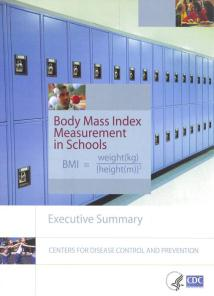 Body Mass Index
Measurement
in Schools
BMI = weight(kg)
[height(m)]²
Executive Summary
CENTERS FOR DISEASE CONTROL AND PREVENTION
CDC